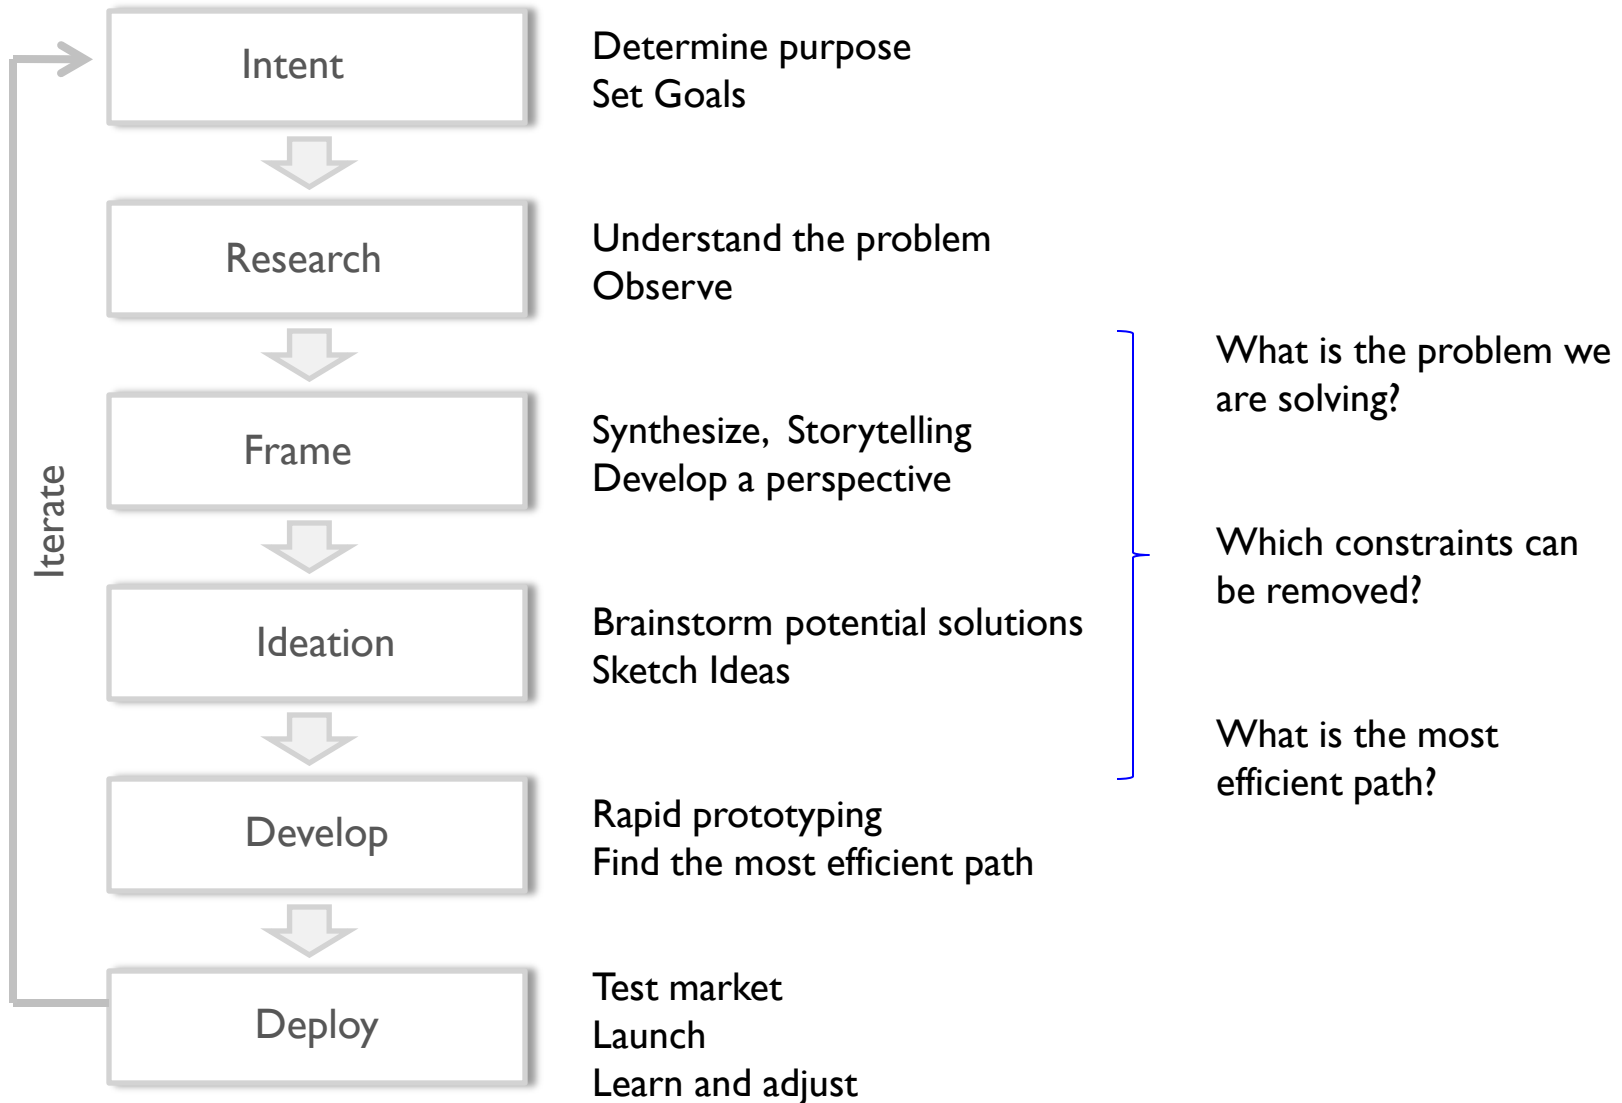 Intent
Determine purpose
Set Goals
Research
Understand the problem
Observe
Frame
Synthesize, Storytelling
Develop a perspective
Ideation
Brainstorm potential solutions
Sketch Ideas
Develop
Rapid prototyping
Find the most efficient path
Deploy
Test market
Launch
Learn and adjust
Iterate
What is the problem we
are solving?
Which constraints can
be removed?
What is the most
efficient path?